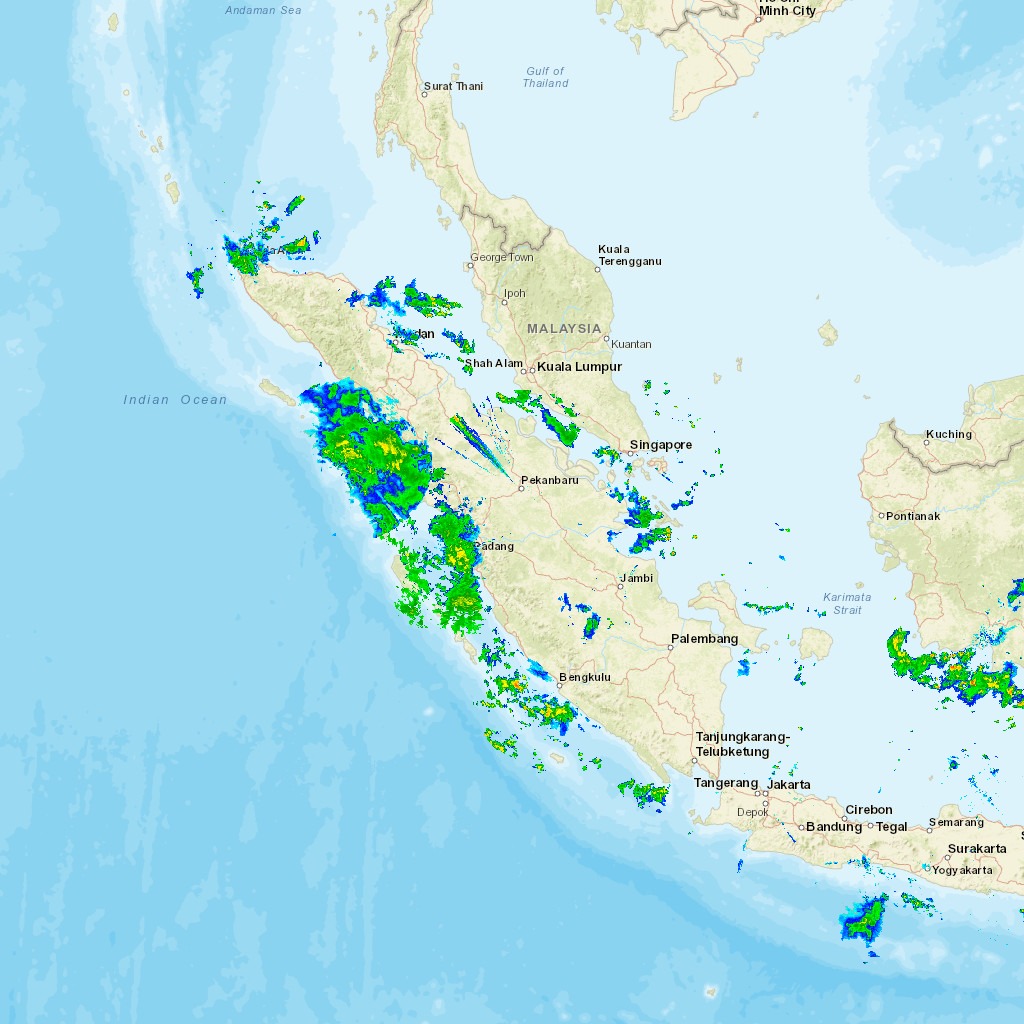 Andaman Sea
Minh City
Gulf of
Thailand
Surat Thani
Kuala
Terengganu
George Town
Ipoh
MALAYSIA
Kuantan
Shah Alam
Kuala Lumpur
Indian Ocean
Kuching
Singapore
Pekanbaru
Pontianak
Padang
Jambi
Karimata
Strait
Palembang
Bengkulu
Tanjungkarang-
Telubketung
Tangerang
Jakarta
Depok
Cirebon
Bandung
Tegal
Semarang
Surakarta
Yogyakarta